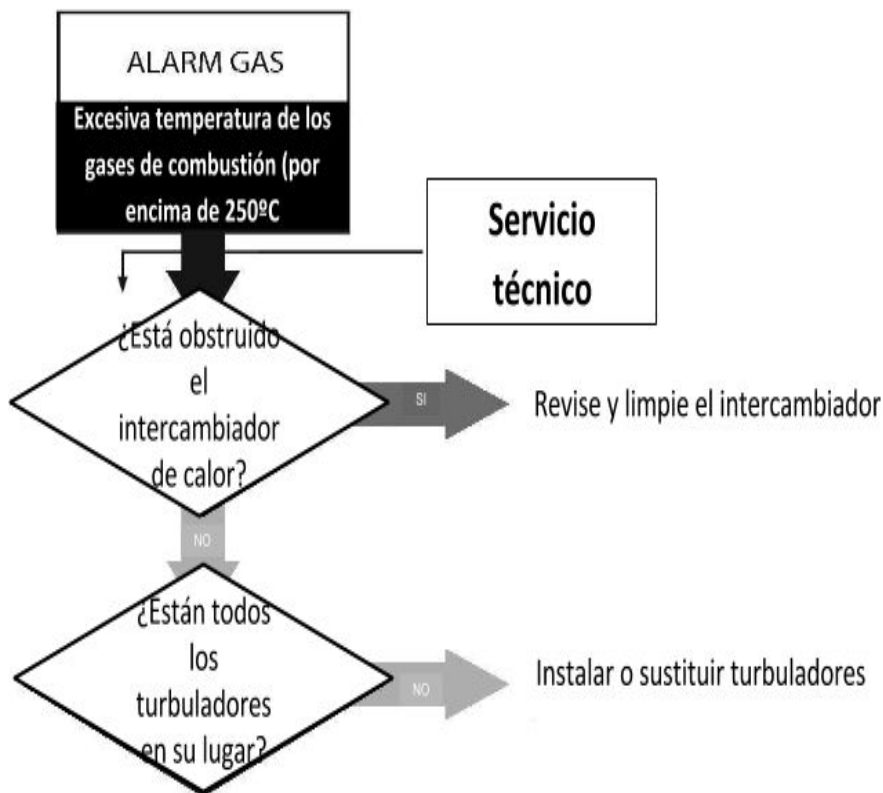 ALARM GAS
Excesiva temperatura de los
gases de combustión (por
encima de 250ºC
Servicio
técnico
¿Está obstruido
el
intercambiador
de calor?
SI
Revise y limpie el intercambiador
NO
¿Están todos
los
turbuladores
en su lugar?
NO
Instalar o sustituir turbuladores